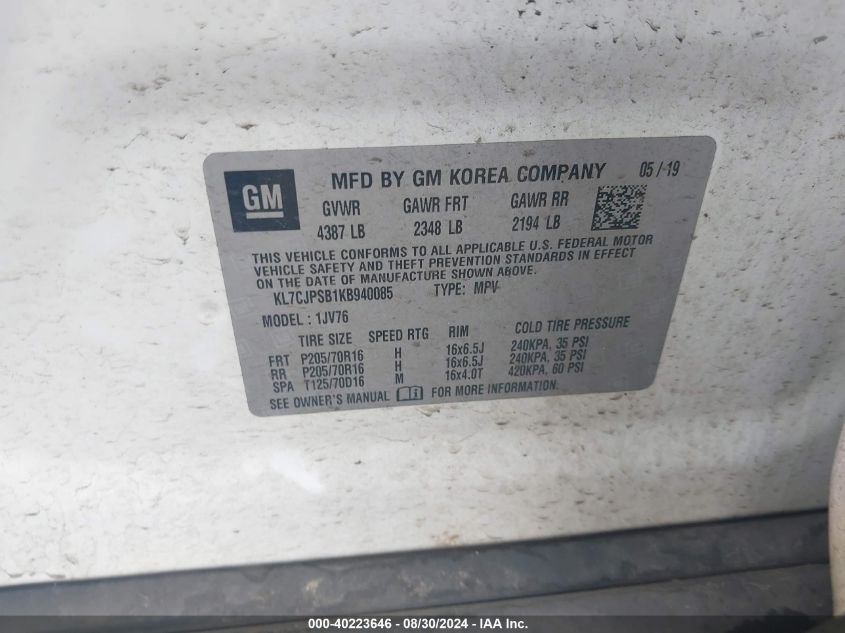 GM
MFD BY GM KOREA COMPANY 05 /-19
GVWR GAWR FRT GAWR RR
4387 LB 2348 LB 2194 LB
THIS VEHICLE CONFORMS TO ALL APPLICABLE U.S. FEDERAL MOTOR
VEHICLE SAFETY AND THEFT PREVENTION STANDARDS IN EFFECT
ON THE DATE OF MANUFACTURE SHOWN ABOVE.
KL7CJPSB1KB940085 TYPE: MPV
MODEL : 1JV76
TIRE SIZE SPEED RTG RIM COLD TIRE PRESSURE
FRT P205/70R16 H 16x6.5J 240KPA, 35 PSI
RR P205/70R16 H 16x6.5J 240KPA, 35 PSI
SPA T125/70D16 M 16x4.0T 420KPA, 60 PSI
SEE OWNER'S MANUAL FOR MORE INFORMATION.
000-40223646 - 08/30/2024 - IAA Inc.